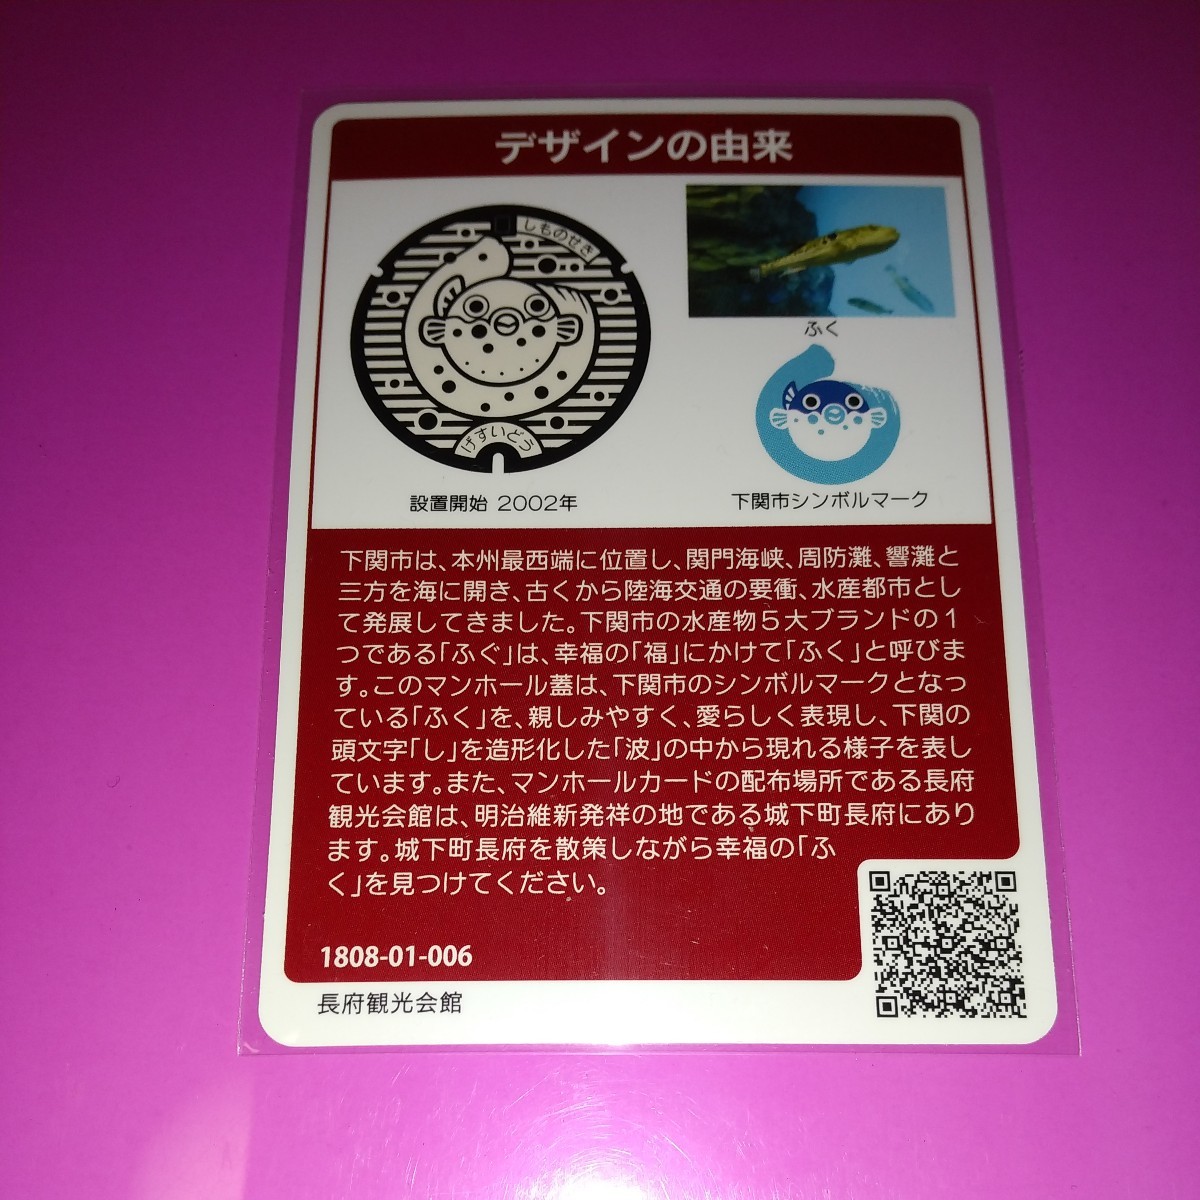 デザインの由来
しものせき
げすいどう
ふく
設置開始 2002年
下関市シンボルマーク
下関市は、本州最西端に位置し、関門海峡、周防灘、響灘と
三方を海に開き、古くから陸海交通の要衝、水産都市とし
て発展してきました。下関市の水産物5大ブランドの1
つである「ふぐ」は、幸福の「福」にかけて「ふく」と呼びま
す。このマンホール蓋は、下関市のシンボルマークとなっ
ている「ふく」を、親しみやすく、愛らしく表現し、下関の
頭文字「し」を造形化した「波」の中から現れる様子を表し
ています。また、マンホールカードの配布場所である長府
観光会館は、明治維新発祥の地である城下町長府にあり
ます。城下町長府を散策しながら幸福の「ふ
く」を見つけてください。
1808-01-006
長府観光会館